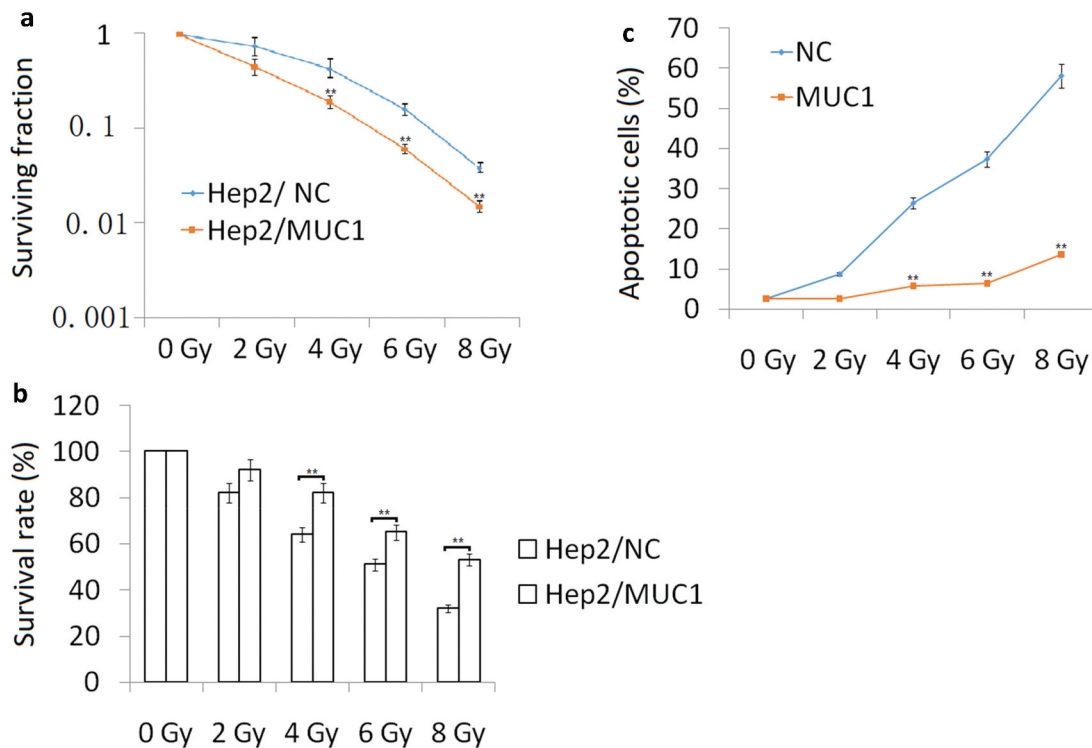 a
Surviving fraction
1
0.1
0.01
0.001
Hep2/ NC
Hep2/MUC1
**
**
**
0 Gy 2 Gy 4 Gy 6 Gy 8 Gy
c
Apoptotic cells (%)
70
60
50
40
30
20
10
0
NC
MUC1
**
**
**
0 Gy 2 Gy 4 Gy 6 Gy 8 Gy
b
Survival rate (%)
120
100
80
60
40
20
0
**
**
**
Hep2/NC
Hep2/MUC1
0 Gy 2 Gy 4 Gy 6 Gy 8 Gy